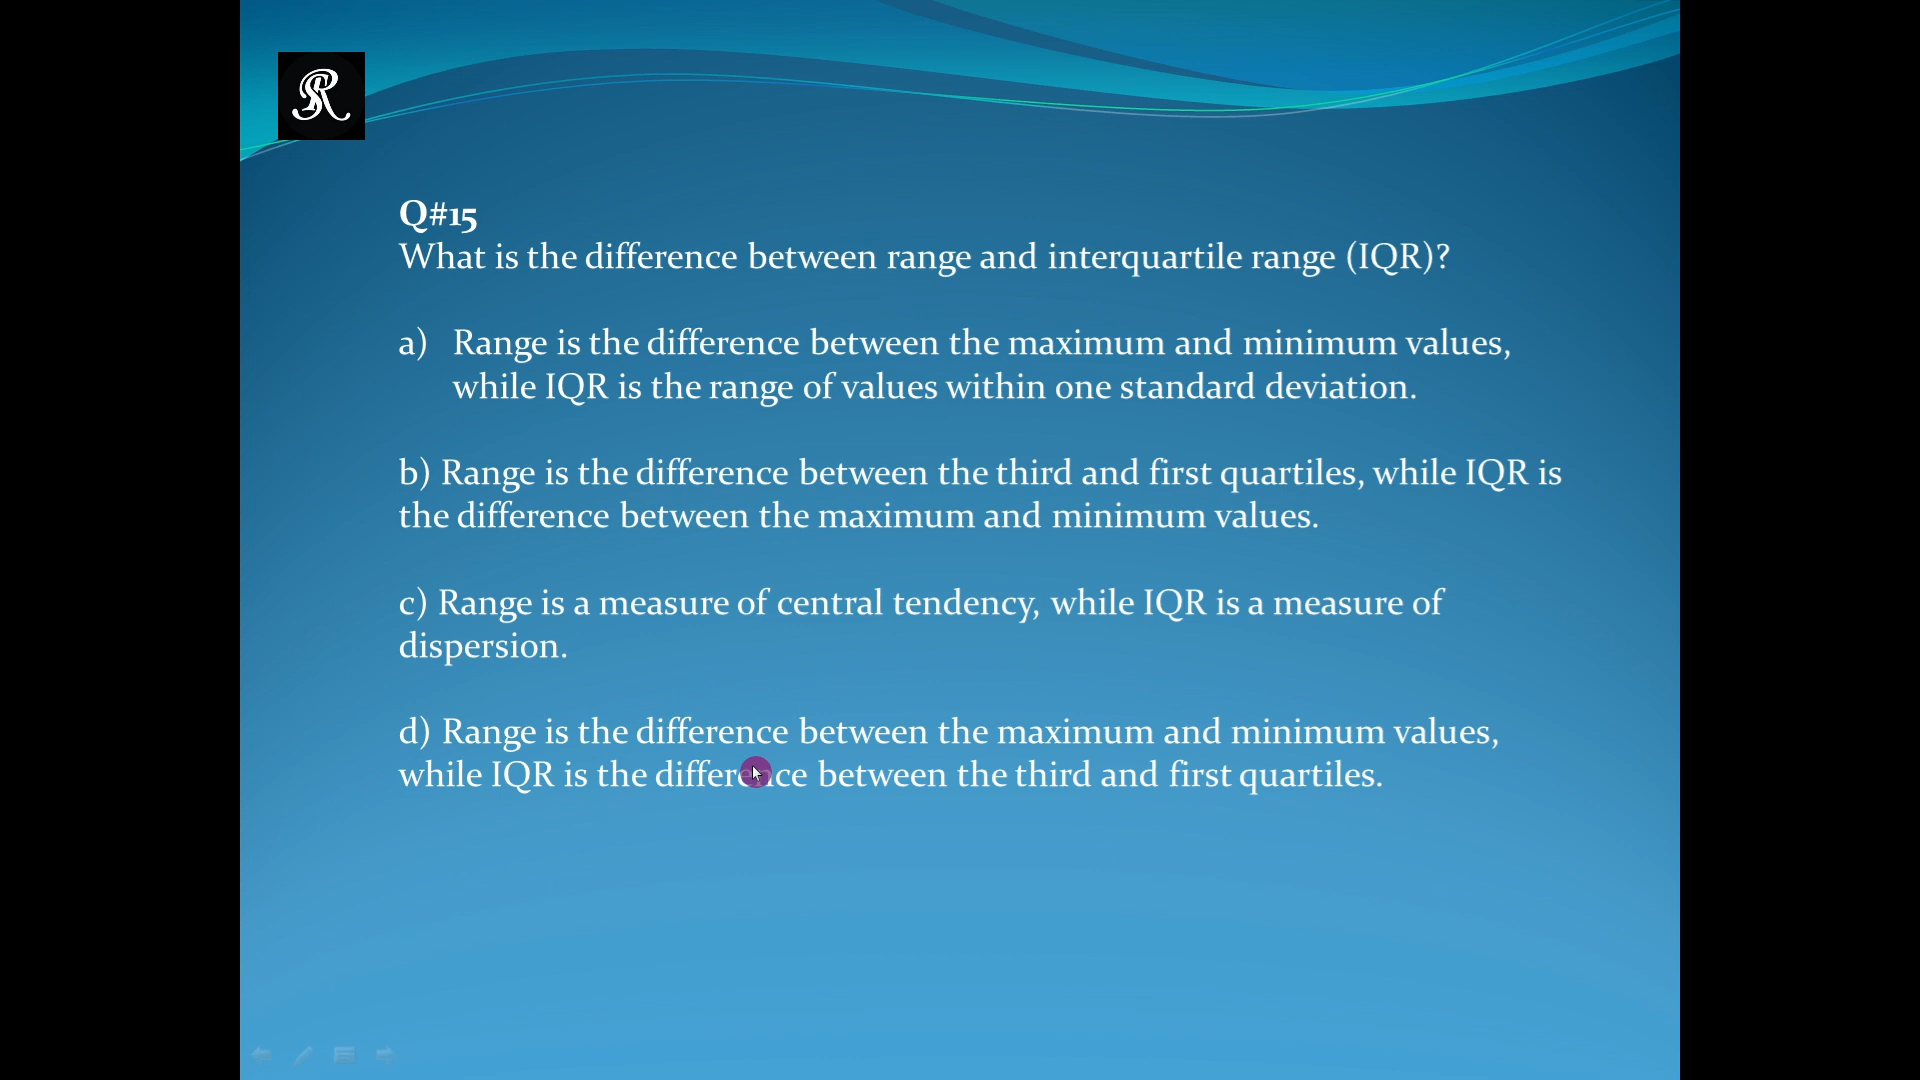 SR
Q#15
What is the difference between range and interquartile range (IQR)?
a) Range is the difference between the maximum and minimum values,
while IQR is the range of values within one standard deviation.
b) Range is the difference between the third and first quartiles, while IQR is
the difference between the maximum and minimum values.
c) Range is a measure of central tendency, while IQR is a measure of
dispersion.
d) Range is the difference between the maximum and minimum values,
while IQR is the difference between the third and first quartiles.